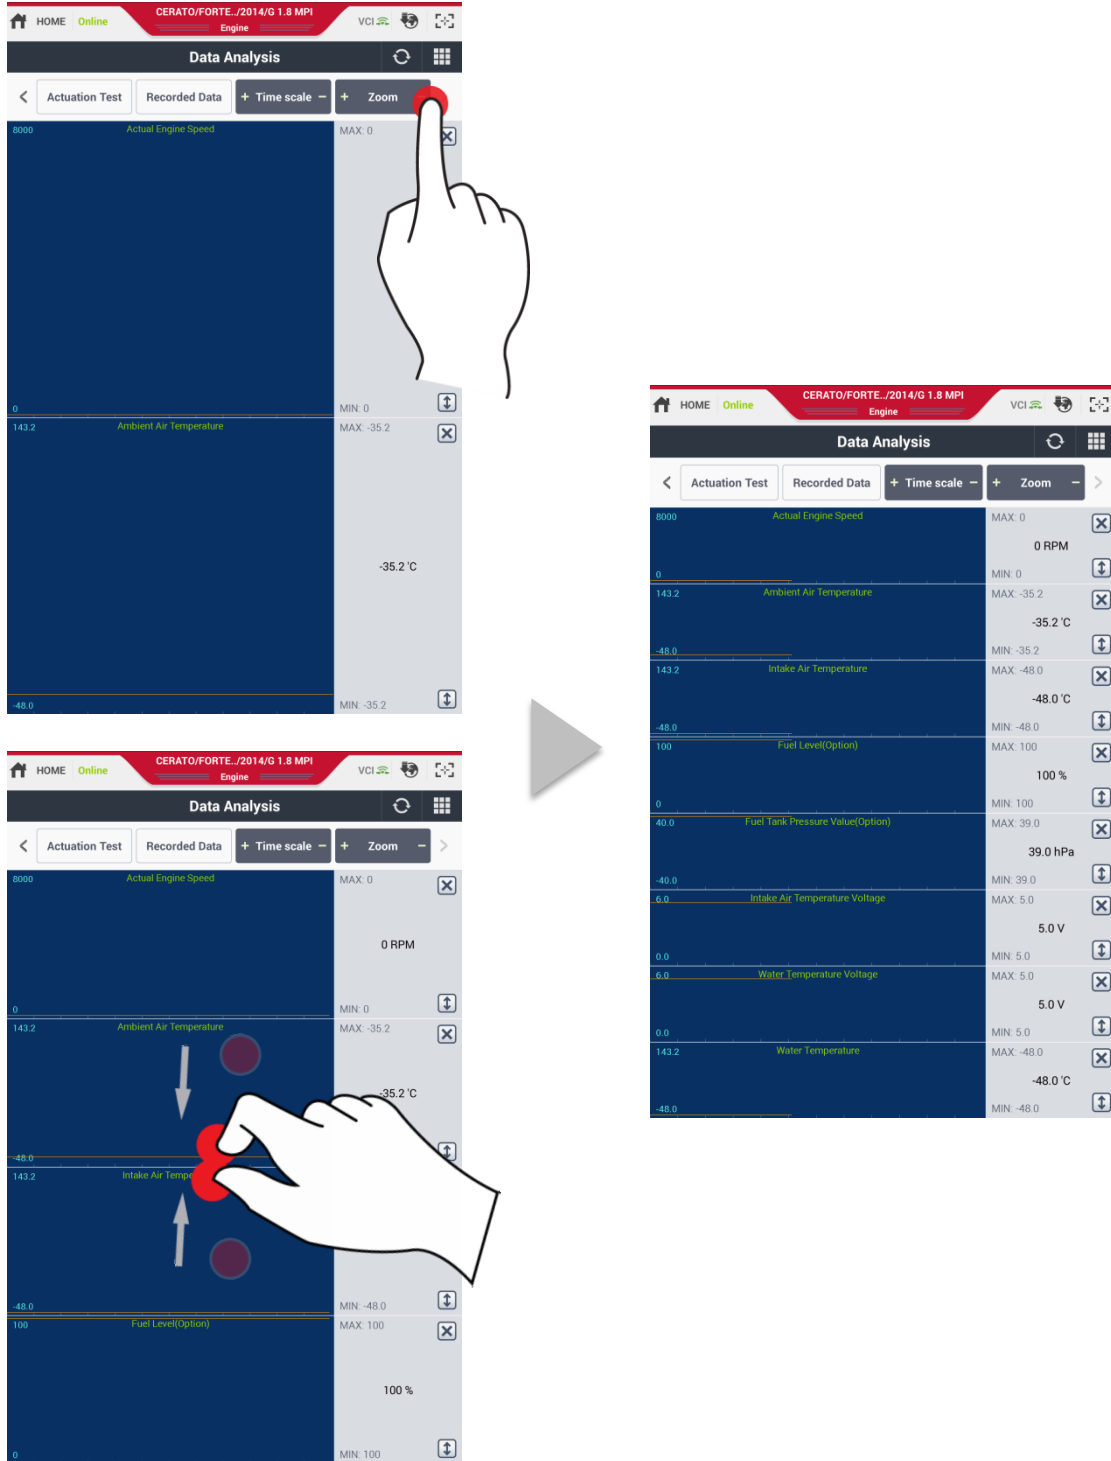 HOME Online CERATO/FORTE../2014/G 1.8 MPI VCI
Engine
Data Analysis
Actuation Test Recorded Data + Time scale - + Zoom
8000 Actual Engine Speed MAX: 0
0 MIN: 0
143.2 Ambient Air Temperature MAX: -35.2
-35.2 'C
-48.0 MIN: -35.2
HOME Online CERATO/FORTE../2014/G 1.8 MPI VCI
Engine
Data Analysis
Actuation Test Recorded Data + Time scale - + Zoom -
8000 Actual Engine Speed MAX: 0
0 RPM
0 MIN: 0
143.2 Ambient Air Temperature MAX: -35.2
-35.2 'C
-48.0
143.2 Intake Air Tempe
-48.0 MIN: -48.0
100 Fuel Level(Option) MAX: 100
100 %
0 MIN: 100
HOME Online CERATO/FORTE../2014/G 1.8 MPI VCI
Engine
Data Analysis
Actuation Test Recorded Data + Time scale - + Zoom -
8000 Actual Engine Speed MAX: 0
0 RPM
0 MIN: 0
143.2 Ambient Air Temperature MAX: -35.2
-35.2 'C
-48.0 MIN: -35.2
143.2 Intake Air Temperature MAX: -48.0
-48.0 'C
-48.0 MIN: -48.0
100 Fuel Level(Option) MAX: 100
100 %
0 MIN: 100
40.0 Fuel Tank Pressure Value(Option) MAX: 39.0
39.0 hPa
-40.0 MIN: 39.0
6.0 Intake Air Temperature Voltage MAX: 5.0
5.0 V
0.0 MIN: 5.0
6.0 Water Temperature Voltage MAX: 5.0
5.0 V
0.0 MIN: 5.0
143.2 Water Temperature MAX: -48.0
-48.0 'C
-48.0 MIN: -48.0